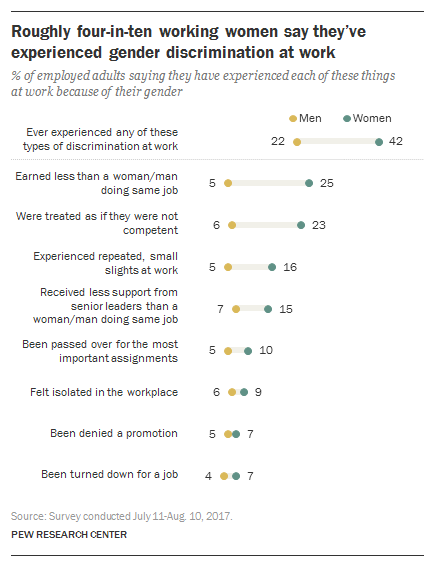 Roughly four-in-ten working women say they've
experienced gender discrimination at work
% of employed adults saying they have experienced each of these things
at work because of their gender
Men Women
Ever experienced any of these
types of discrimination at work
22 42
Earned less than a woman/man
doing same job
5 25
Were treated as if they were not
competent
6 23
Experienced repeated, small
slights at work
5 16
Received less support from
senior leaders than a
woman/man doing same job
7 15
Been passed over for the most
important assignments
5 10
Felt isolated in the workplace 6 9
Been denied a promotion 5 7
Been turned down for a job 4 7
Source: Survey conducted July 11-Aug. 10, 2017.
PEW RESEARCH CENTER